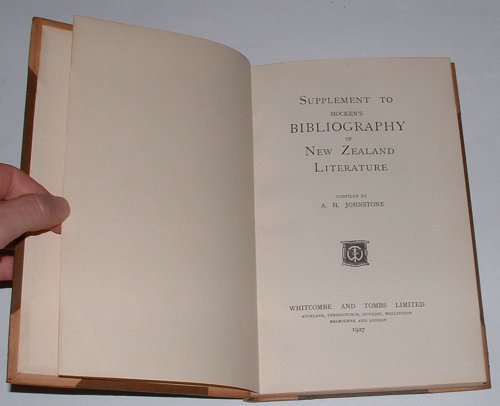 SUPPLEMENT TO
HOCKEN'S
BIBLIOGRAPHY
OF
NEW ZEALAND
LITERATURE
COMPILED BY
A. H. JOHNSTONE
WHITCOMBE AND TOMBS LIMITED
AUCKLAND, CHRISTCHURCH, DUNEDIN, WELLINGTON
MELBOURNE AND LONDON
1927